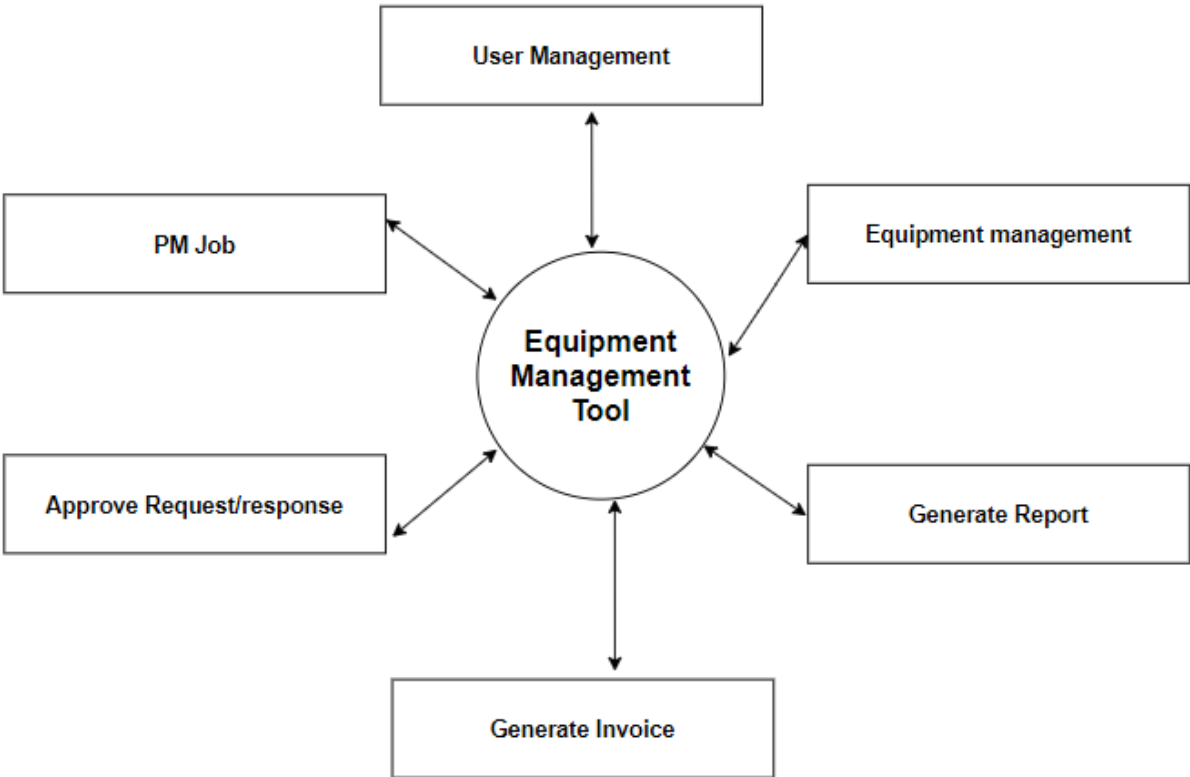 User Management
PM Job
Equipment management
Equipment
Management
Tool
Approve Request/response
Generate Report
Generate Invoice